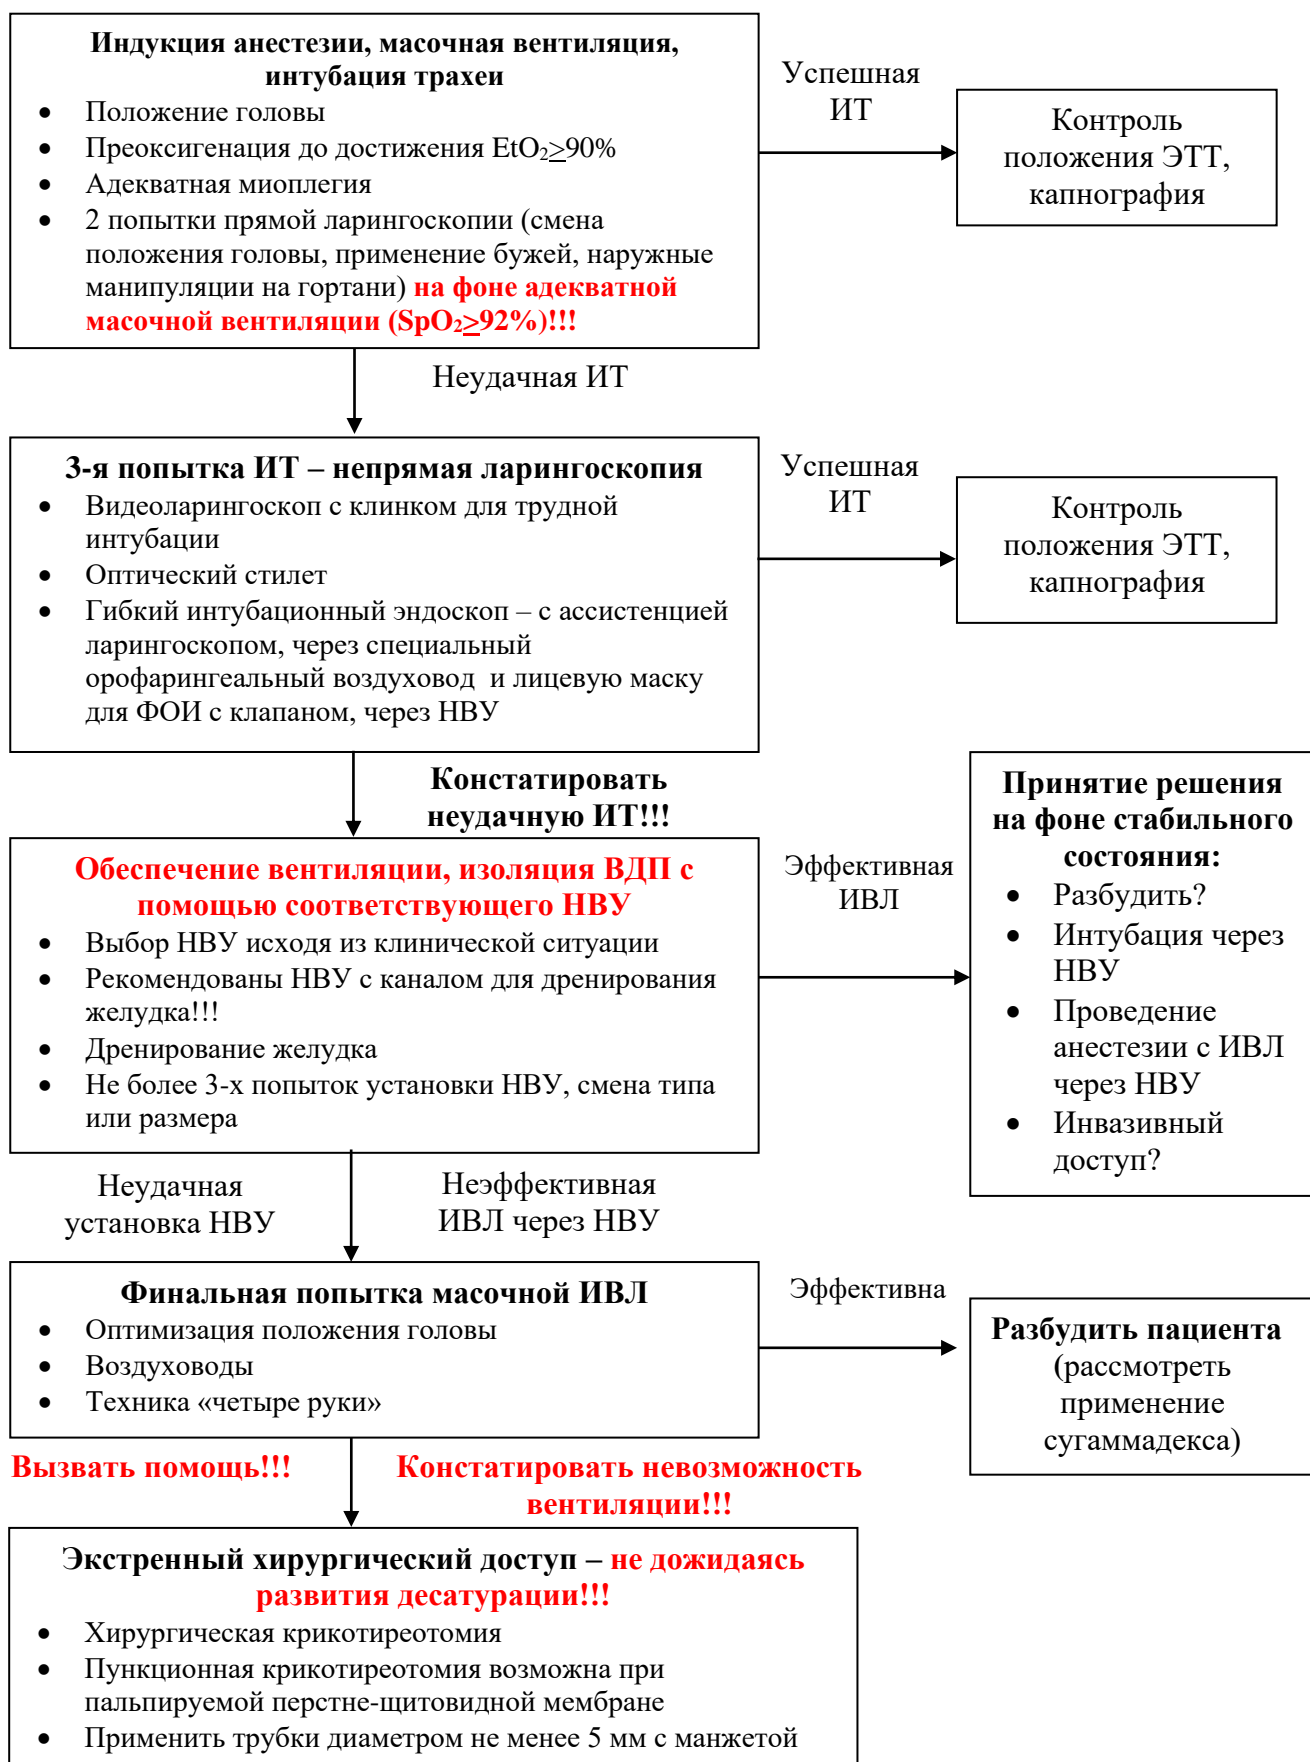 Индукция анестезии, масочная вентиляция,
интубация трахеи
• Положение головы
• Преоксигенация до достижения EtO₂≥90%
• Адекватная миоплегия
• 2 попытки прямой ларингоскопии (смена
положения головы, применение бужей, наружные
манипуляции на гортани) на фоне адекватной
масочной вентиляции (SpO₂≥92%)!!!
Успешная
ИТ
Контроль
положения ЭТТ,
капнография
Неудачная ИТ
3-я попытка ИТ – непрямая ларингоскопия
• Видеоларингоскоп с клинком для трудной
интубации
• Оптический стилет
• Гибкий интубационный эндоскоп – с ассистенцией
ларингоскопом, через специальный
орофарингеальный воздуховод и лицевую маску
для ФОИ с клапаном, через НВУ
Успешная
ИТ
Контроль
положения ЭТТ,
капнография
Констатировать
неудачную ИТ!!!
Обеспечение вентиляции, изоляция ВДП с
помощью соответствующего НВУ
• Выбор НВУ исходя из клинической ситуации
• Рекомендованы НВУ с каналом для дренирования
желудка!!!
• Дренирование желудка
• Не более 3-х попыток установки НВУ, смена типа
или размера
Эффективная
ИВЛ
Принятие решения
на фоне стабильного
состояния:
• Разбудить?
• Интубация через
НВУ
• Проведение
анестезии с ИВЛ
через НВУ
• Инвазивный
доступ?
Неудачная
установка НВУ
Неэффективная
ИВЛ через НВУ
Финальная попытка масочной ИВЛ
• Оптимизация положения головы
• Воздуховоды
• Техника «четыре руки»
Эффективна
Разбудить пациента
(рассмотреть
применение
сугаммадекса)
Вызвать помощь!!!
Констатировать невозможность
вентиляции!!!
Экстренный хирургический доступ – не дожидаясь
развития десатурации!!!
• Хирургическая крикотиреотомия
• Пункционная крикотиреотомия возможна при
пальпируемой перстне-щитовидной мембране
• Применить трубки диаметром не менее 5 мм с манжетой